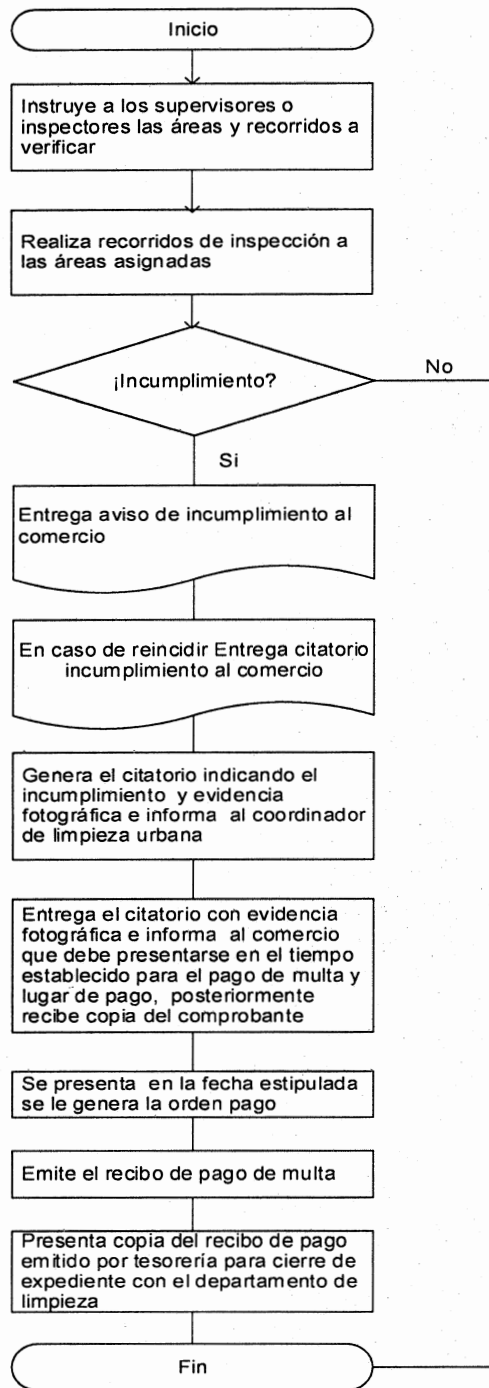 Inicio
Instruye a los supervisores o
inspectores las áreas y recorridos a
verificar
Realiza recorridos de inspección a
las áreas asignadas
¡Incumplimiento?
No
Si
Entrega aviso de incumplimiento al
comercio
En caso de reincidir Entrega citatorio
incumplimiento al comercio
Genera el citatorio indicando el
incumplimiento y evidencia
fotográfica e informa al coordinador
de limpieza urbana
Entrega el citatorio con evidencia
fotográfica e informa al comercio
que debe presentarse en el tiempo
establecido para el pago de multa y
lugar de pago, posteriormente
recibe copia del comprobante
Se presenta en la fecha estipulada
se le genera la orden pago
Emite el recibo de pago de multa
Presenta copia del recibo de pago
emitido por tesorería para cierre de
expediente con el departamento de
limpieza
Fin